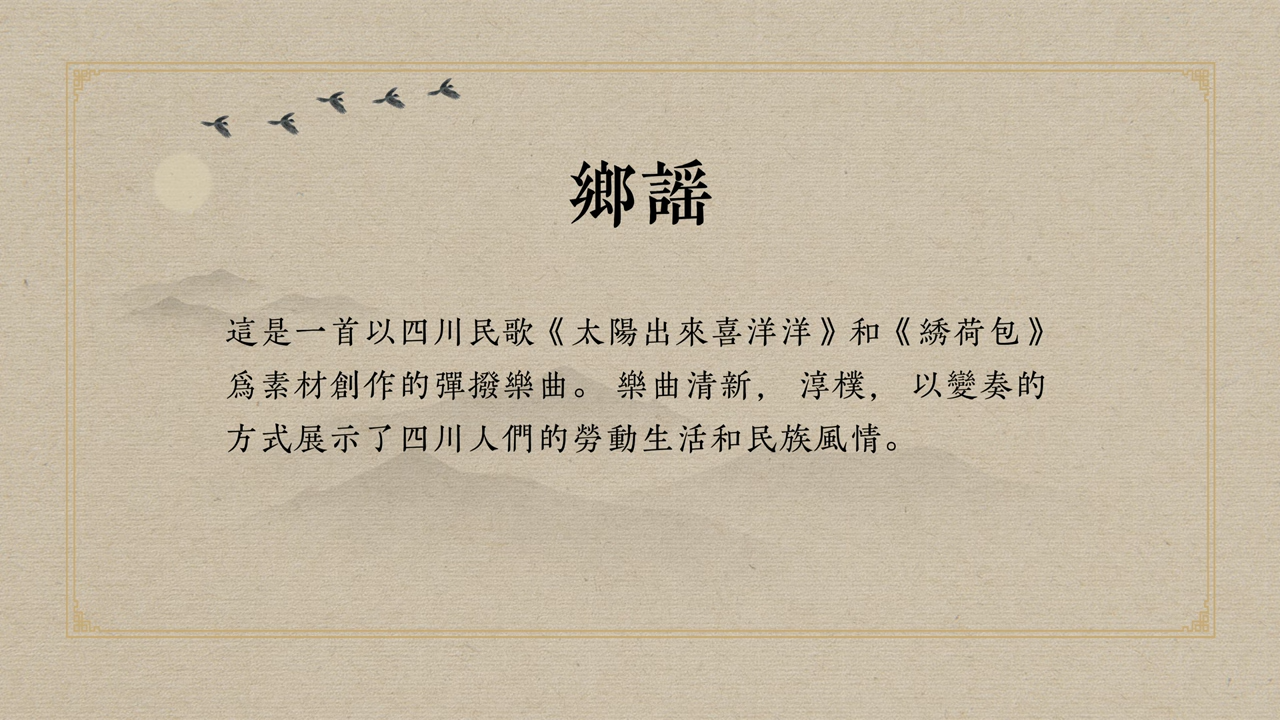 鄉謡
這是一首以四川民歌《太陽出來喜洋洋》和《綉荷包》
爲素材創作的彈撥樂曲。樂曲清新，淳樸，以變奏的
方式展示了四川人們的勞動生活和民族風情。